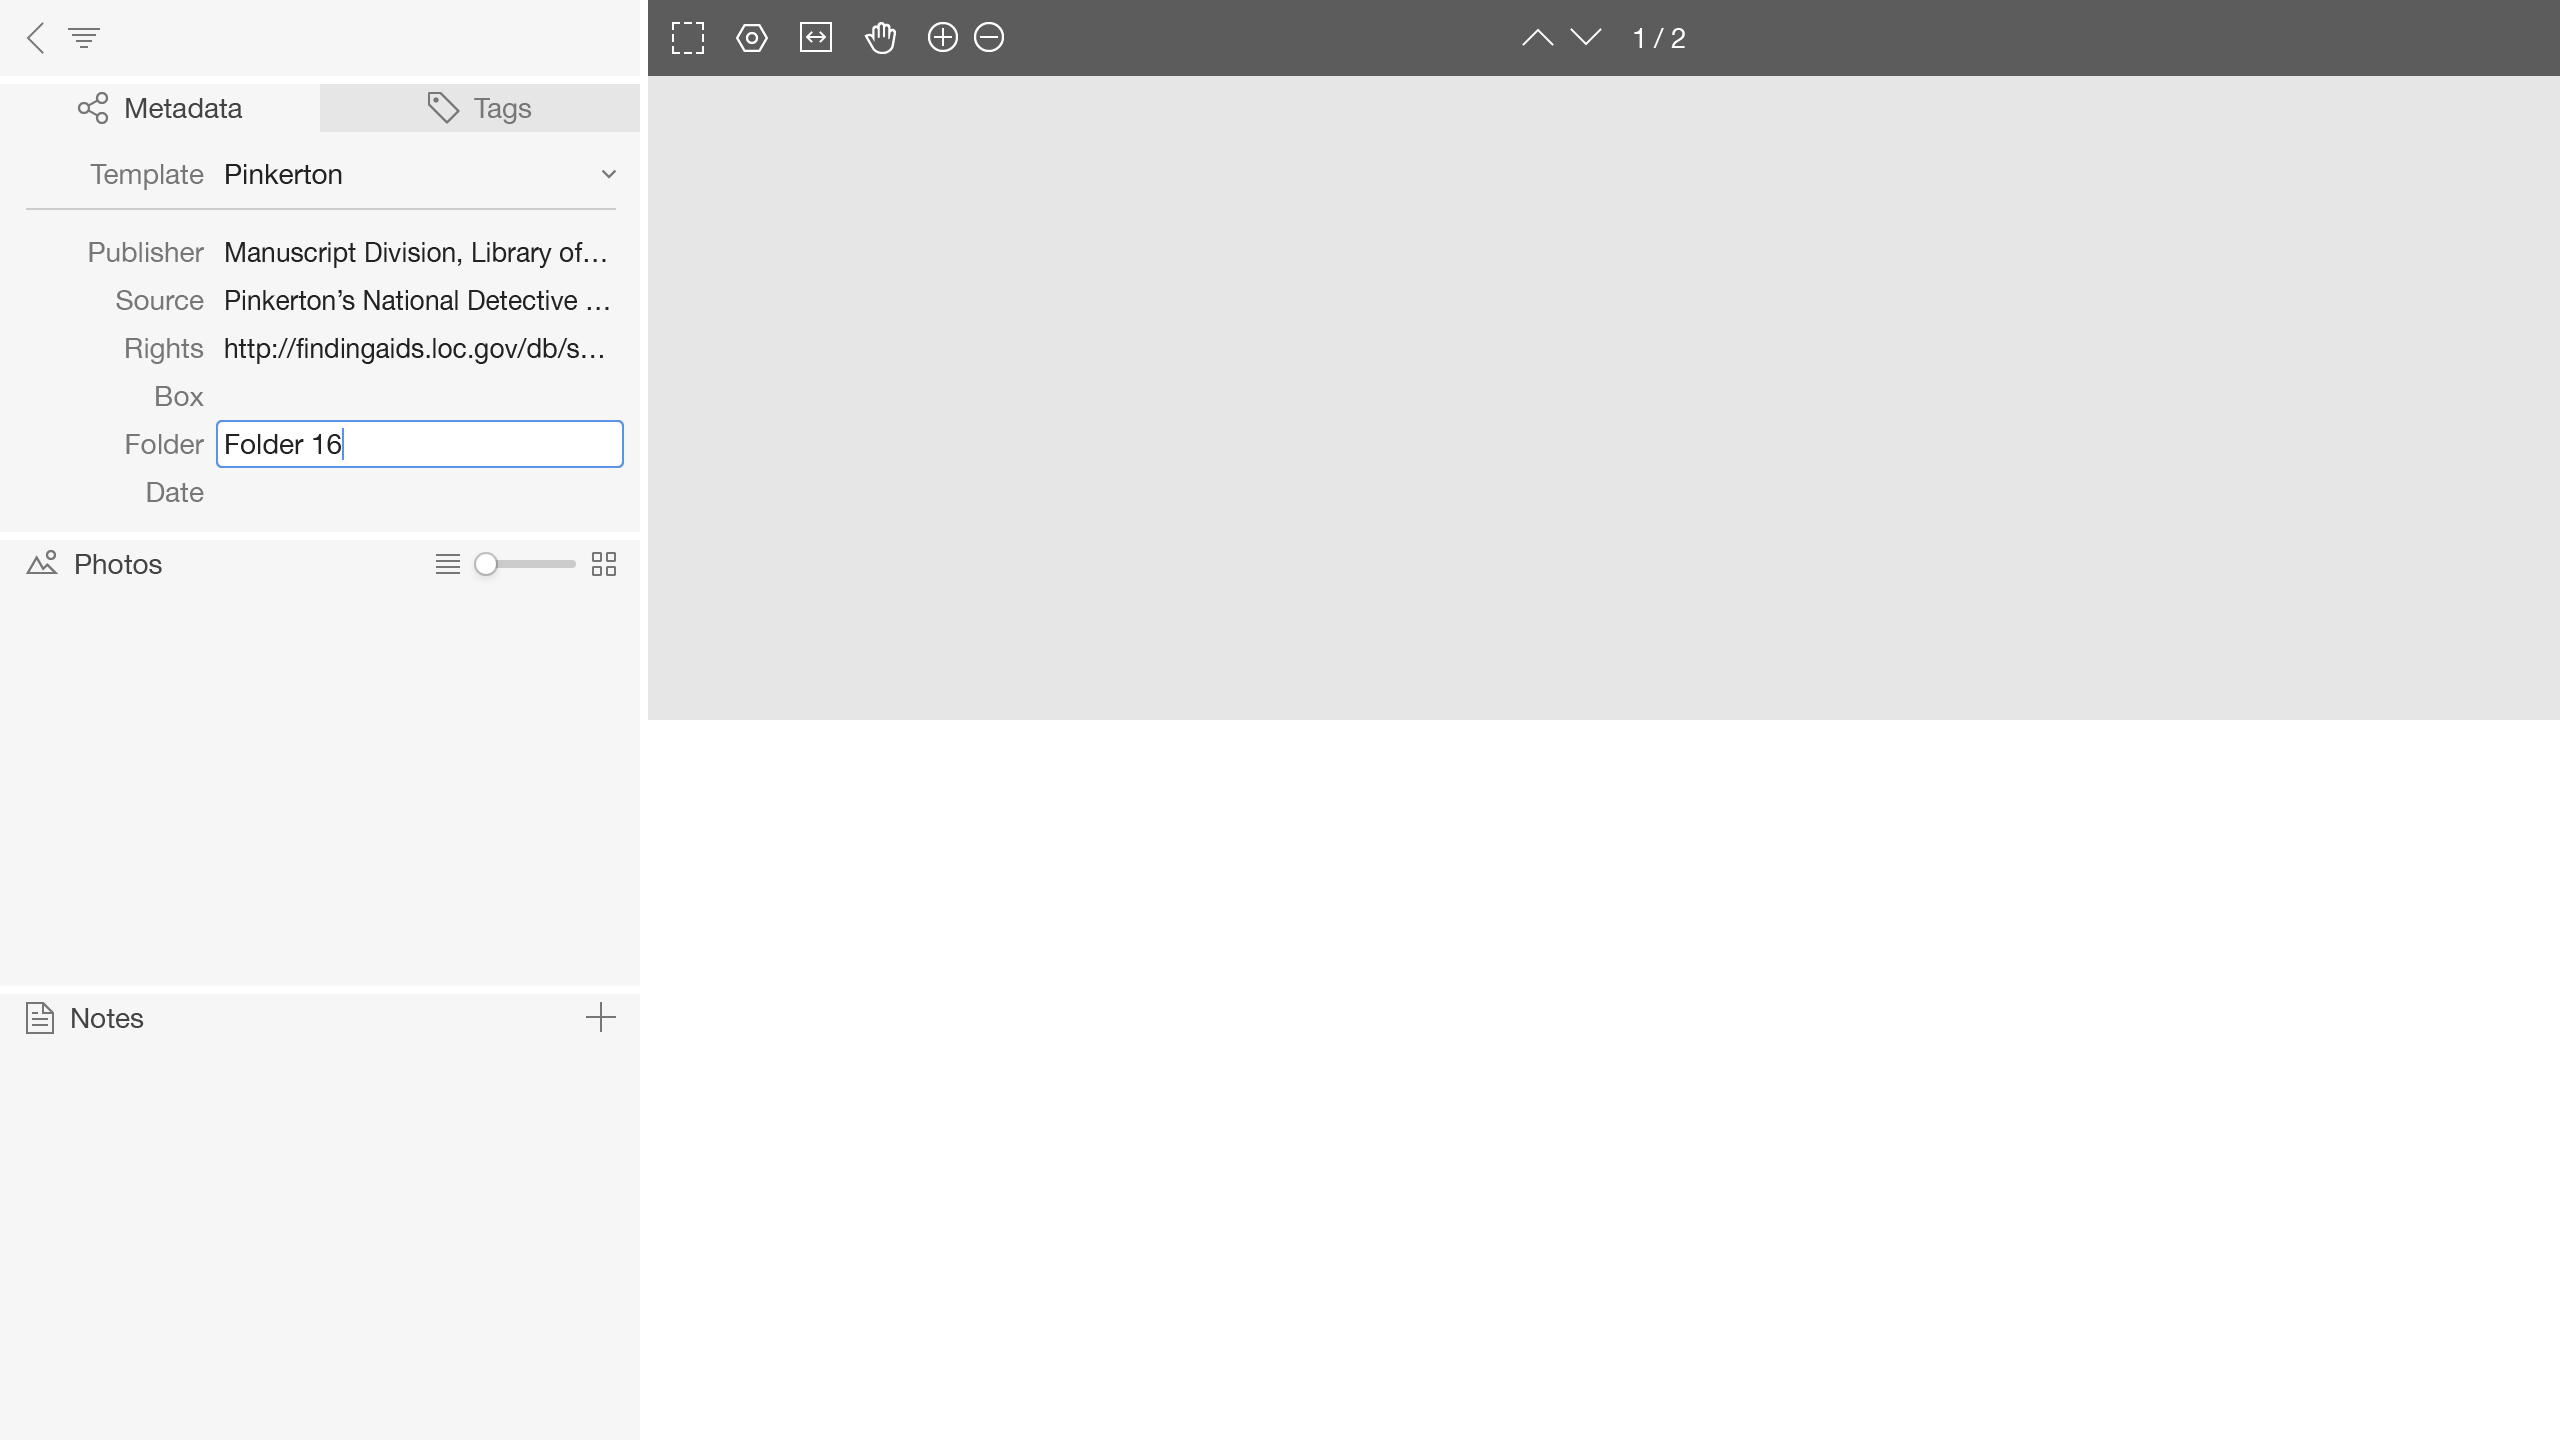 1 / 2
Metadata
Tags
Template Pinkerton
Publisher Manuscript Division, Library of…
Source Pinkerton’s National Detective …
Rights http://findingaids.loc.gov/db/s…
Box
Folder Folder 16
Date
Photos
Notes